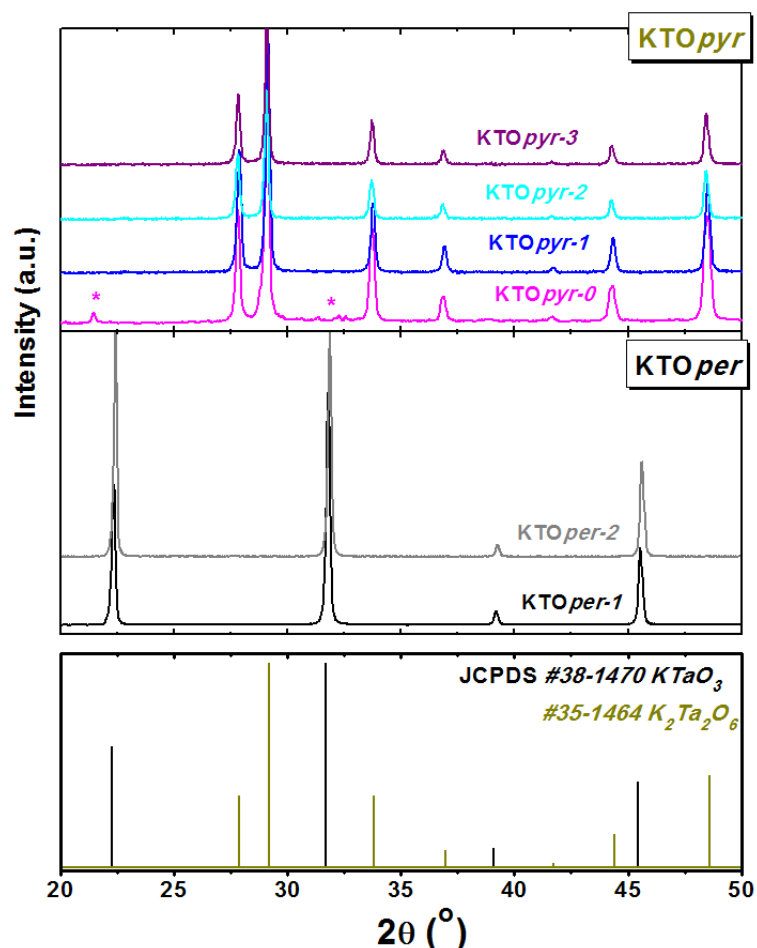 KTOpyr
KTOpyr-3
KTOpyr-2
KTOpyr-1
* * KTOpyr-0
Intensity (a.u.)
KTOper
KTOper-2
KTOper-1
JCPDS #38-1470 KTaO₃
#35-1464 K₂Ta₂O₆
20 25 30 35 40 45 50
2θ (°)